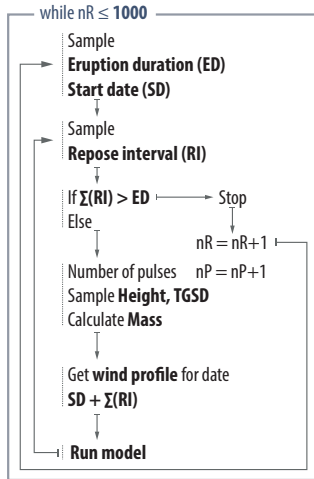 while nR ≤ 1000
Sample
Eruption duration (ED)
Start date (SD)
Sample
Repose interval (RI)
If Σ(RI) > ED Stop
Else
nR = nR+1
Number of pulses nP = nP+1
Sample Height, TGSD
Calculate Mass
Get wind profile for date
SD + Σ(RI)
Run model